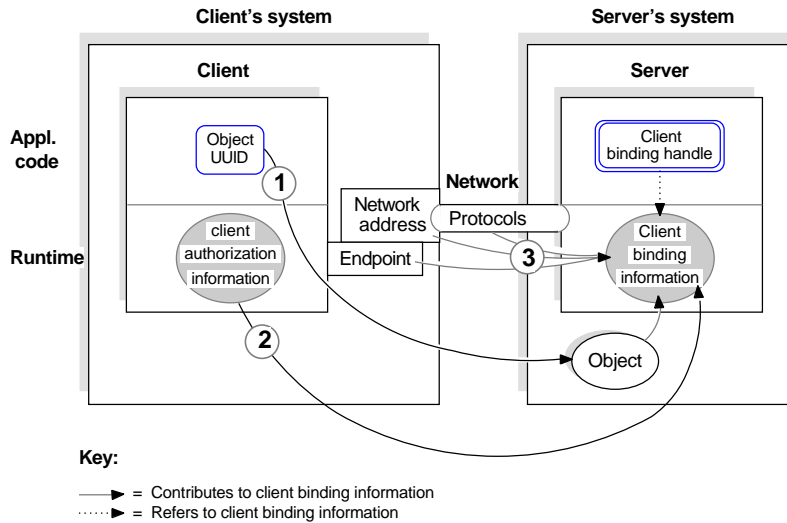 Client's system
Server's system
Client
Server
Appl.
code
Object
UUID
1
Client
binding handle
Network
Network
address
Protocols
Runtime
client
authorization
information
Endpoint
3
Client
binding
information
2
Object
Key:
= Contributes to client binding information
= Refers to client binding information